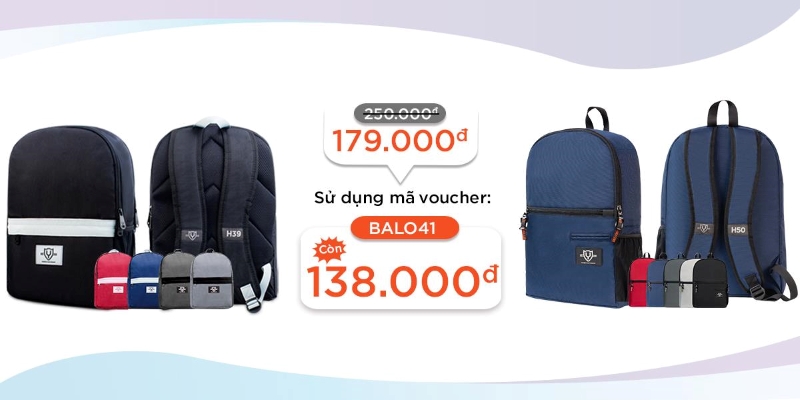 250.000đ
179.000đ
Sử dụng mã voucher:
BALO41
Còn
138.000đ
H39
H50